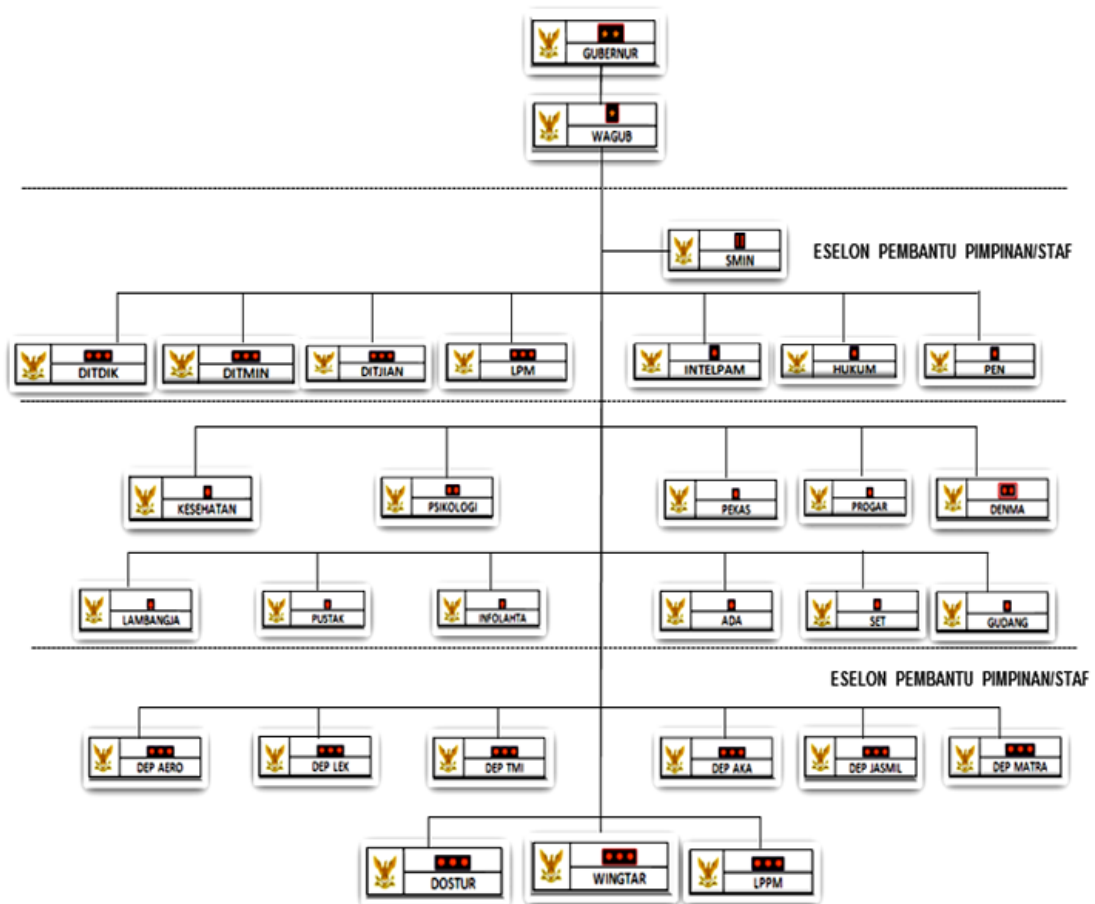 GUBERNUR
WAGUB
SMIN
ESELON PEMBANTU PIMPINAN/STAF
DITDIK
DITMIN
DITJIAN
LPM
INTELPAM
HUKUM
PEN
KESEHATAN
PSIKOLOGI
PEKAS
PROGAR
DENMA
LAMBANGJA
PUSTAK
INFOLAHTA
ADA
SET
GUDANG
ESELON PEMBANTU PIMPINAN/STAF
DEP AERO
DEP LEK
DEP TMI
DEP AKA
DEP JASMIL
DEP MATRA
DOSTUR
WINGTAR
LPPM